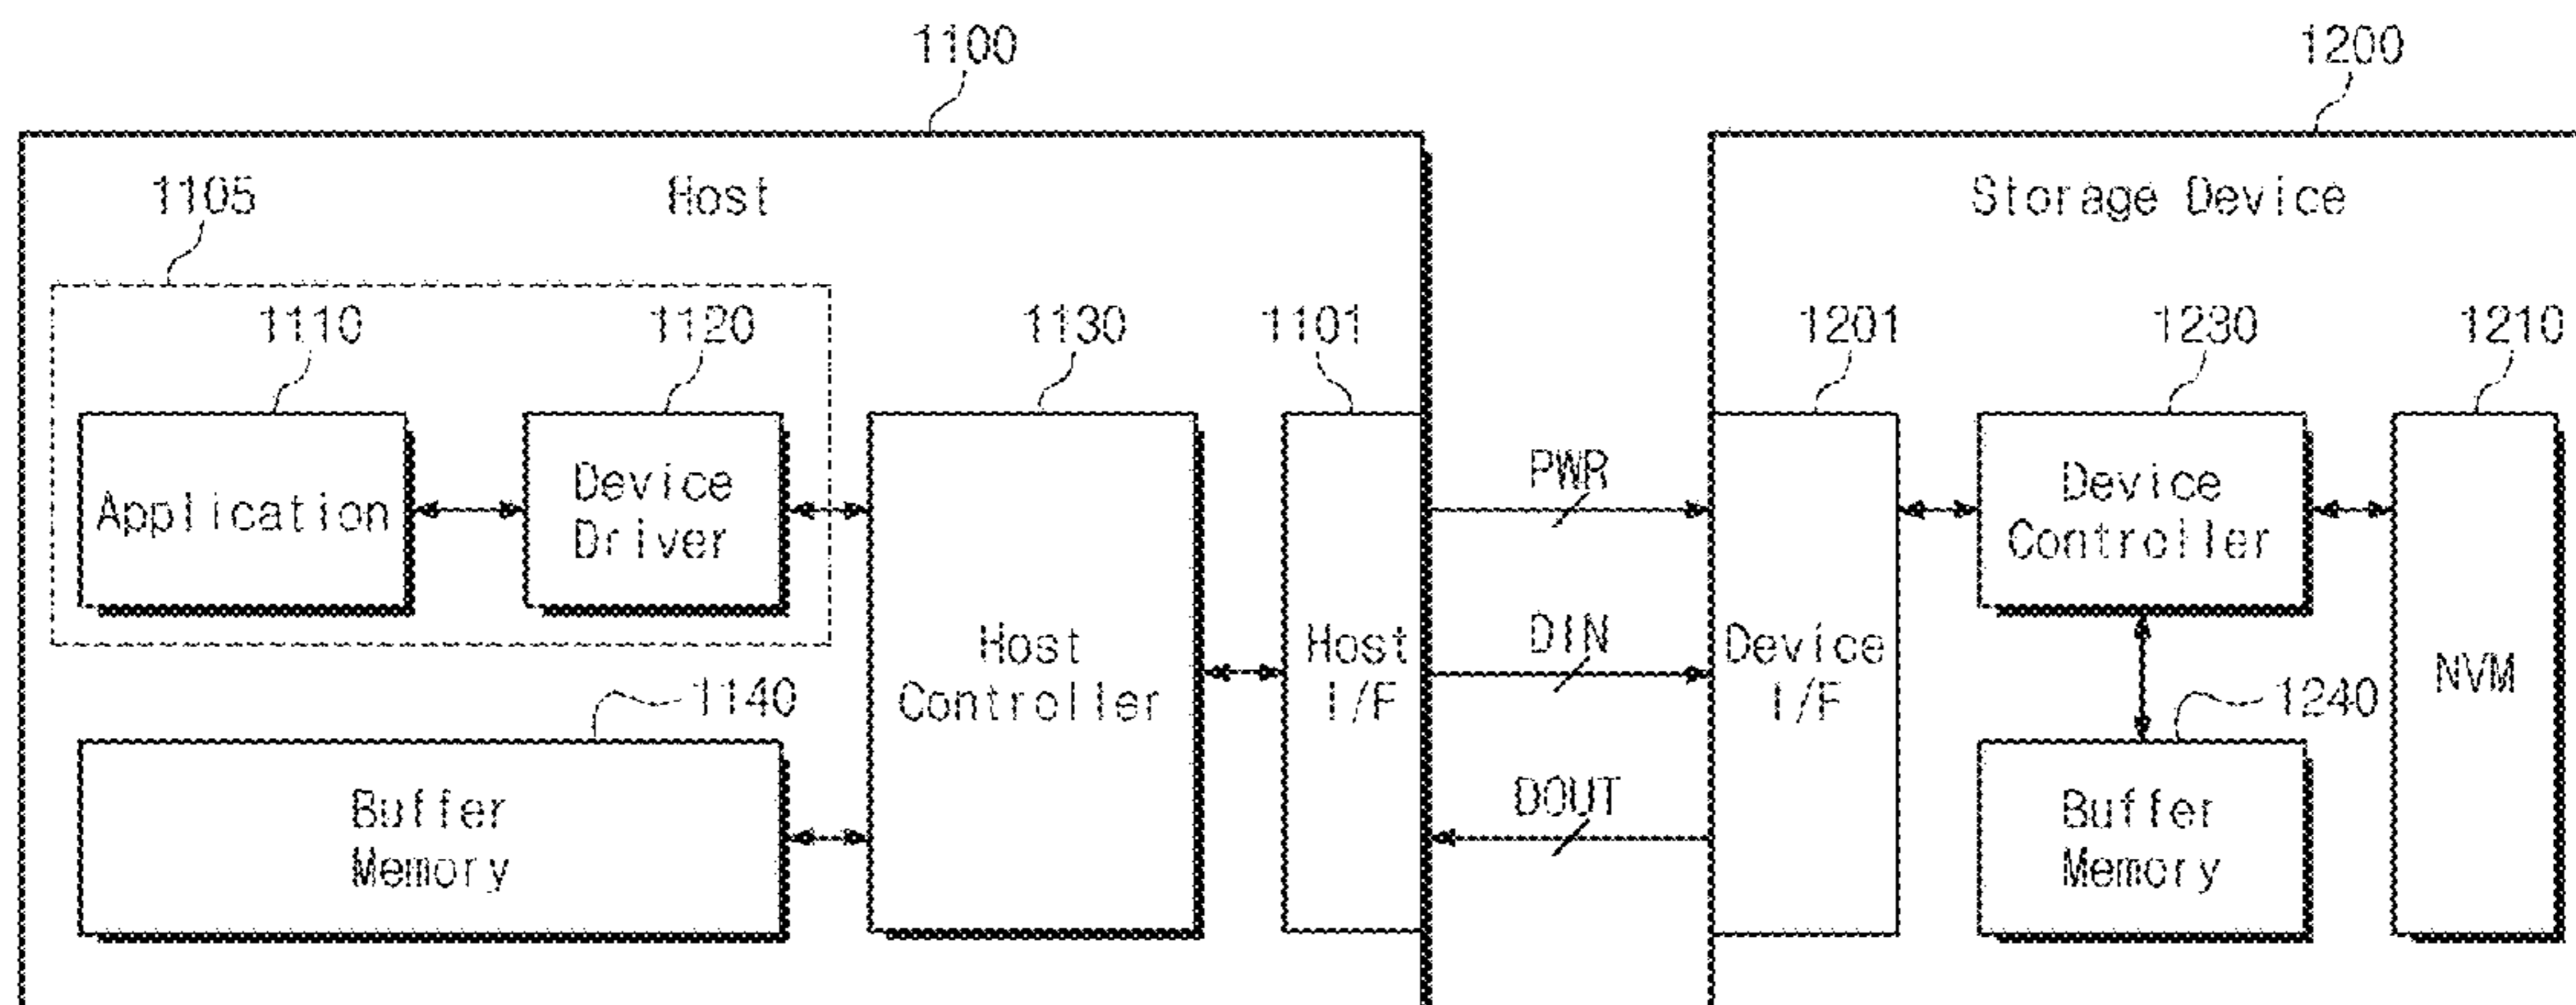 1100
1200
1105
Host
Storage Device
1110
1120
1130
1101
1201
1230
1210
Application
Device
Driver
Host
Controller
Host
I/F
PWR
DIN
DOUT
Device
I/F
Device
Controller
NVM
1140
Buffer
Memory
1240
Buffer
Memory